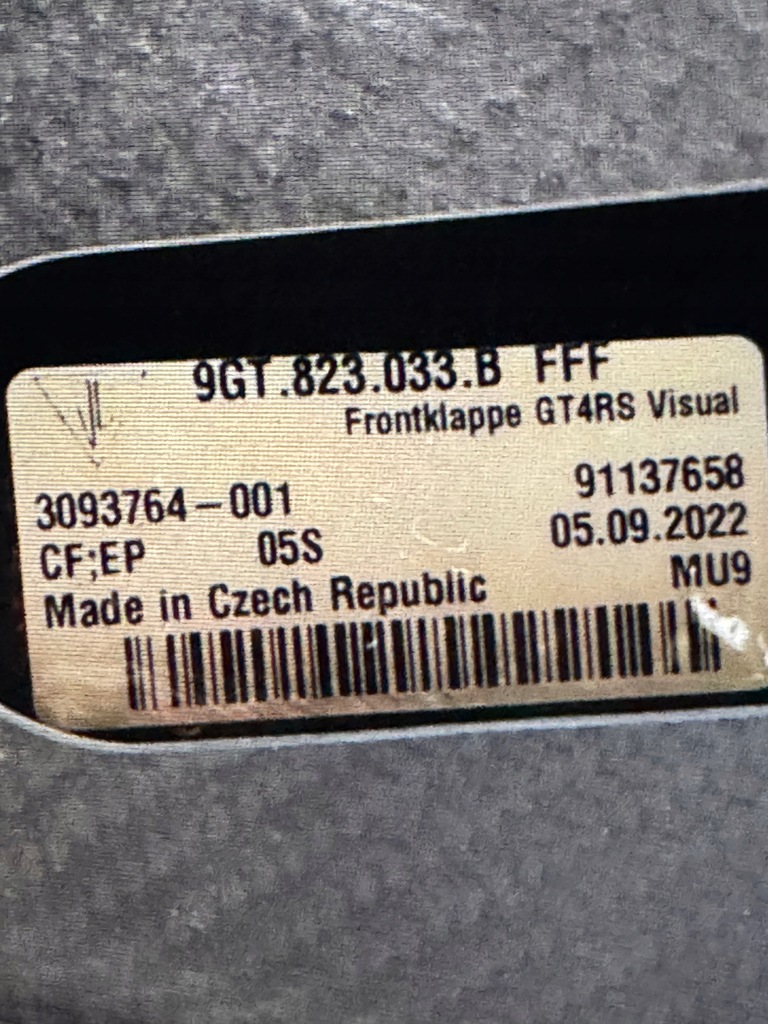 9GT.823.033.B FFF
Frontklappe GT4RS Visual
3093764-001 91137658
CF;EP 05S 05.09.2022
Made in Czech Republic MU9